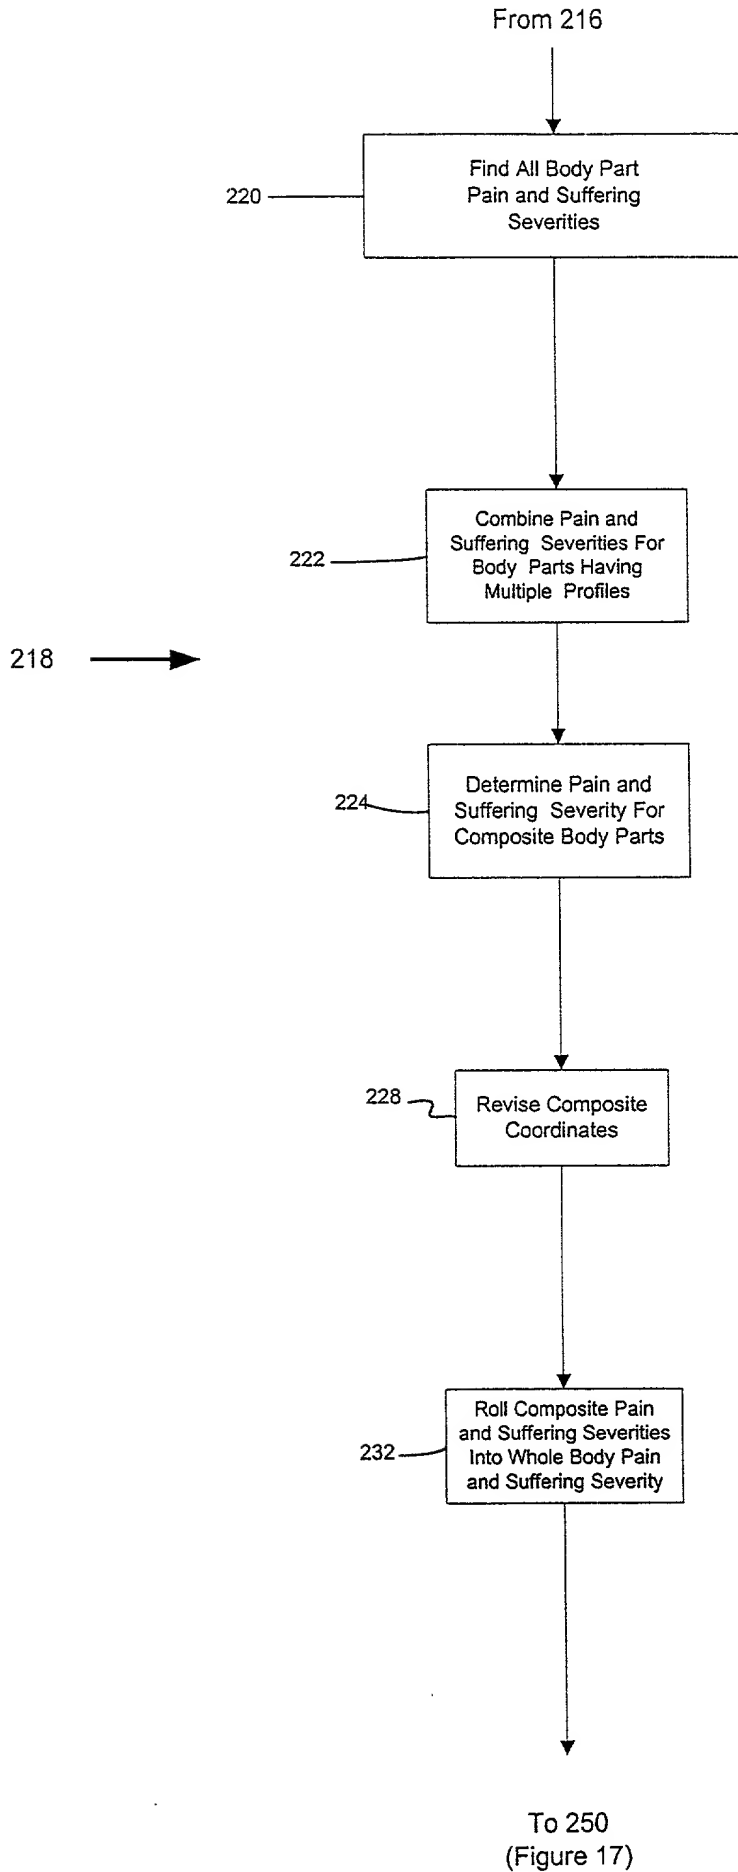 From 216
220
Find All Body Part
Pain and Suffering
Severities
222
Combine Pain and
Suffering Severities For
Body Parts Having
Multiple Profiles
218
224
Determine Pain and
Suffering Severity For
Composite Body Parts
228
Revise Composite
Coordinates
232
Roll Composite Pain
and Suffering Severities
Into Whole Body Pain
and Suffering Severity
To 250
(Figure 17)